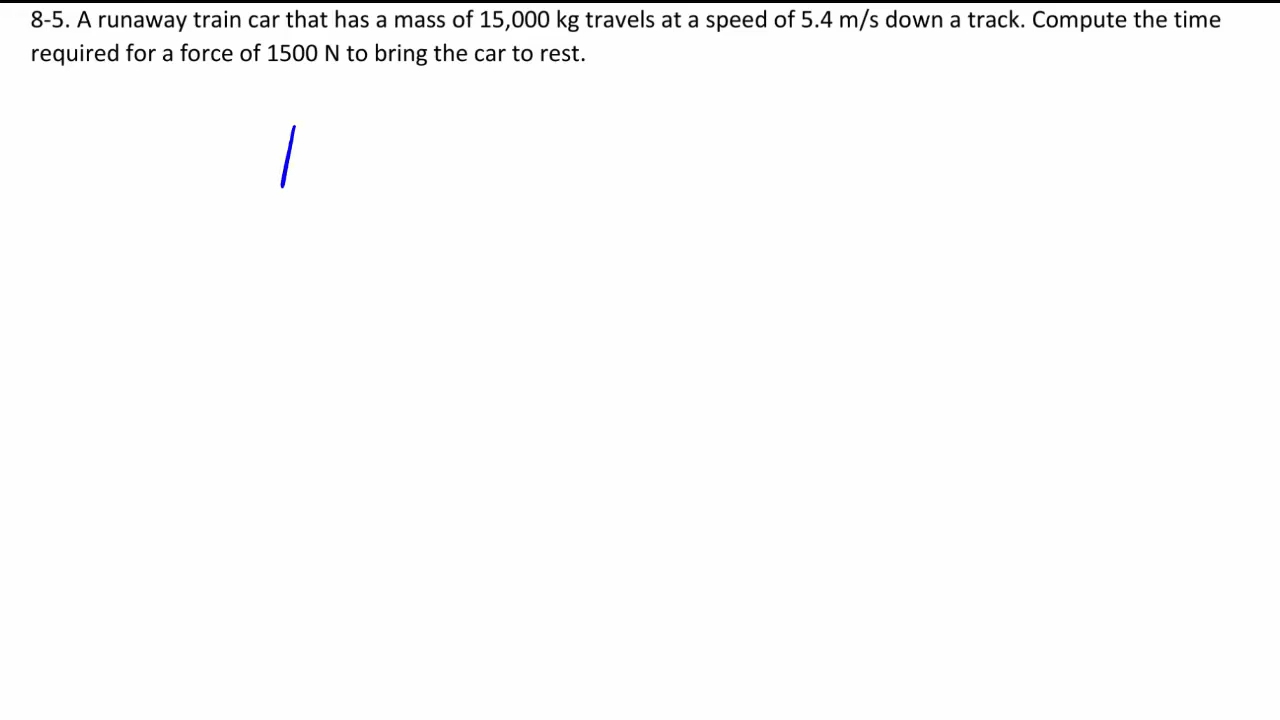 8-5. A runaway train car that has a mass of 15,000 kg travels at a speed of 5.4 m/s down a track. Compute the time
required for a force of 1500 N to bring the car to rest.